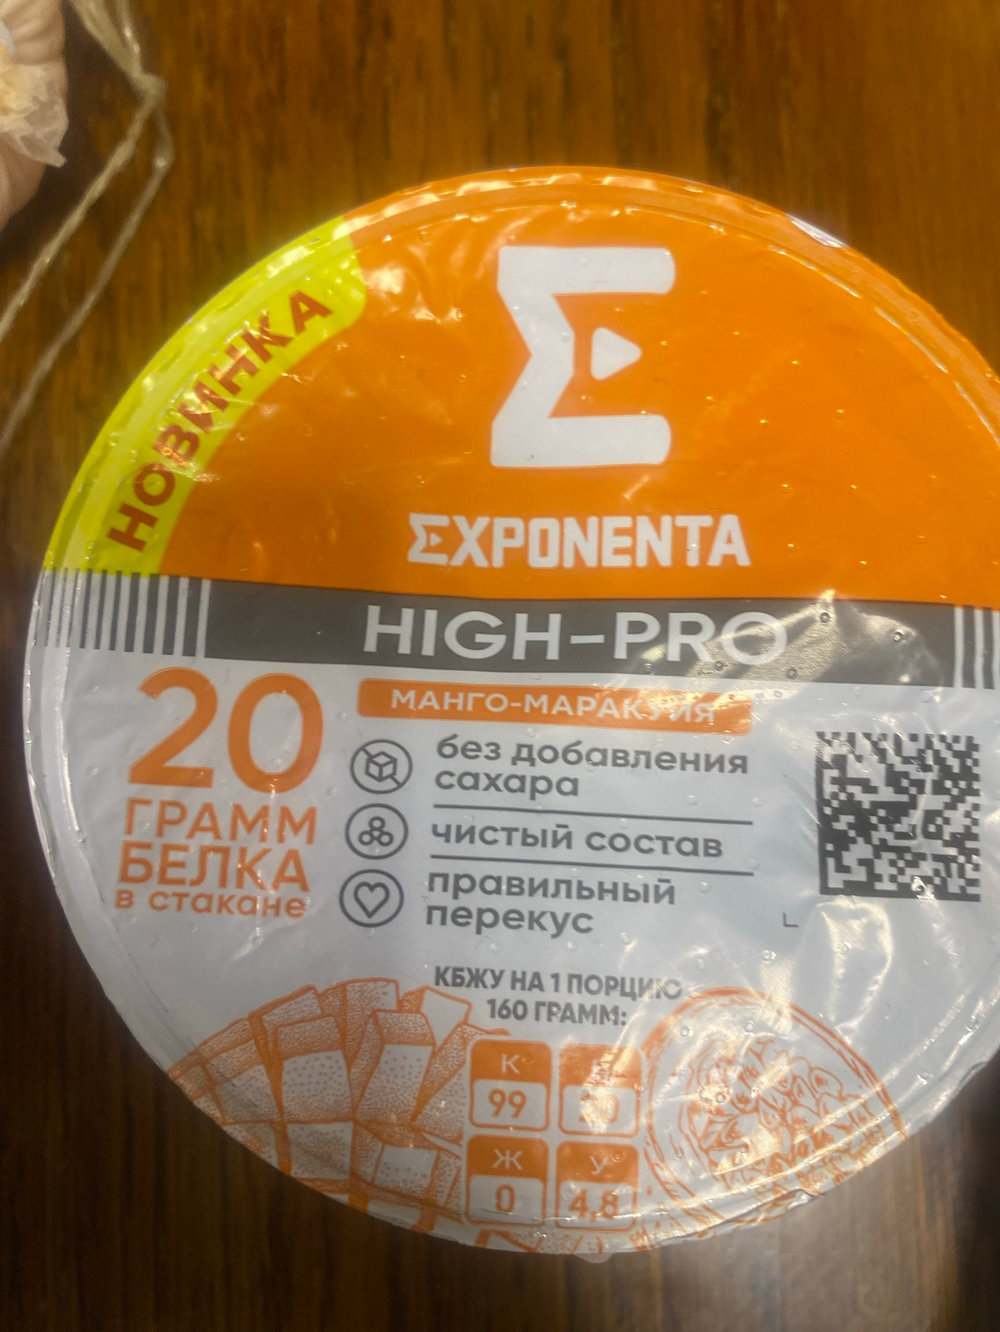 НОВИНКА
EXPONENTA
HIGH-PRO
20
ГРАММ
БЕЛКА
в стакане
МАНГО-МАРАКУЙЯ
без добавления
сахара
чистый состав
правильный
перекус
КБЖУ НА 1 ПОРЦИЮ
160 ГРАММ:
К Б
99 20
Ж У
0 4,8